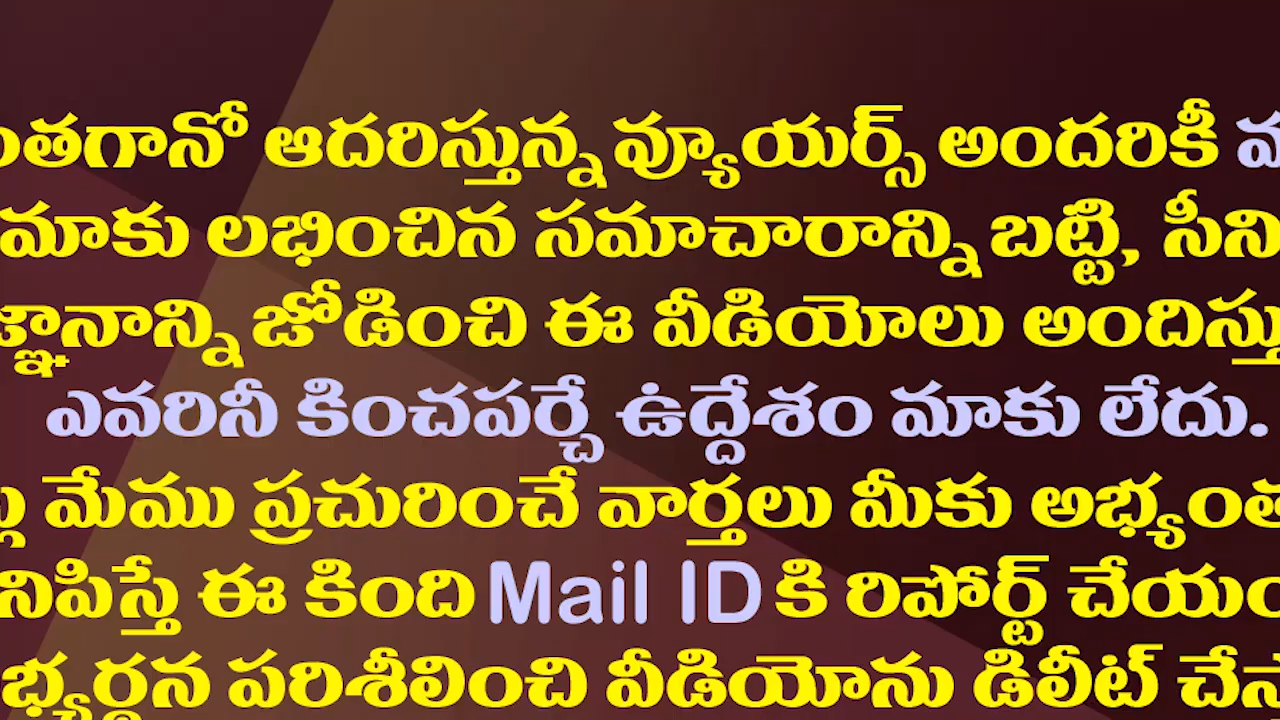 ంతగానో ఆదరిస్తున్న వ్యూయర్స్ అందరికీ
మాకు లభించిన సమాచారాన్ని బట్టి, సీని
జ్ఞానాన్ని జోడించి ఈ వీడియోలు అందిస్తు
ఎవరినీ కించపర్చే ఉద్దేశం మాకు లేదు.
మేము ప్రచురించే వార్తలు మీకు అభ్యంత
నిపిస్తే ఈ కింది Mail ID కి రిపోర్ట్ చేయం
భ్యర్థన పరిశీలించి వీడియోను డిలీట్ చేస